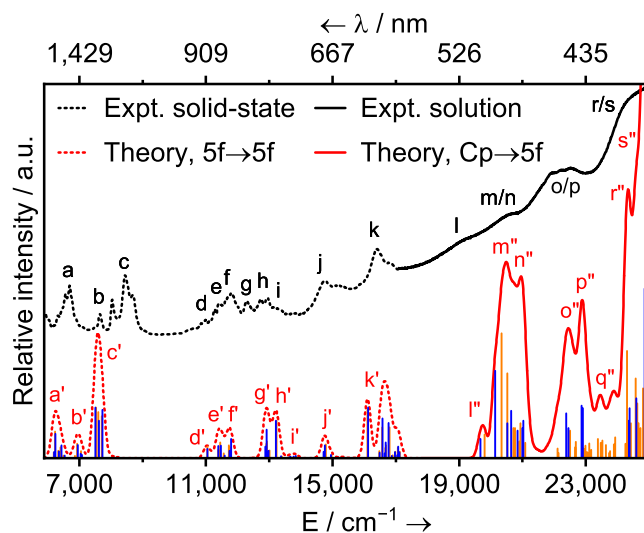 ← λ / nm
1,429 909 667 526 435
Expt. solid-state Expt. solution
Theory, 5f→5f Theory, Cp→5f
r/s
s"
r"
o/p
m/n
l
k
j
a b c d e f g h i
m" n"
o" p"
q"
l"
a' b' c' d' e' f' g' h' i' j' k'
Relative intensity / a.u.
7,000 11,000 15,000 19,000 23,000
E / cm⁻¹ →